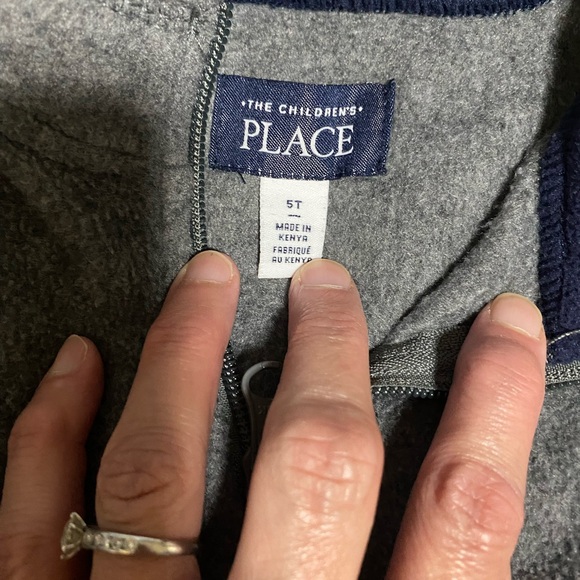 •THE CHILDREN'S•
PLACE
5T
MADE IN
KENYA
FABRIQUÉ
AU KENYA